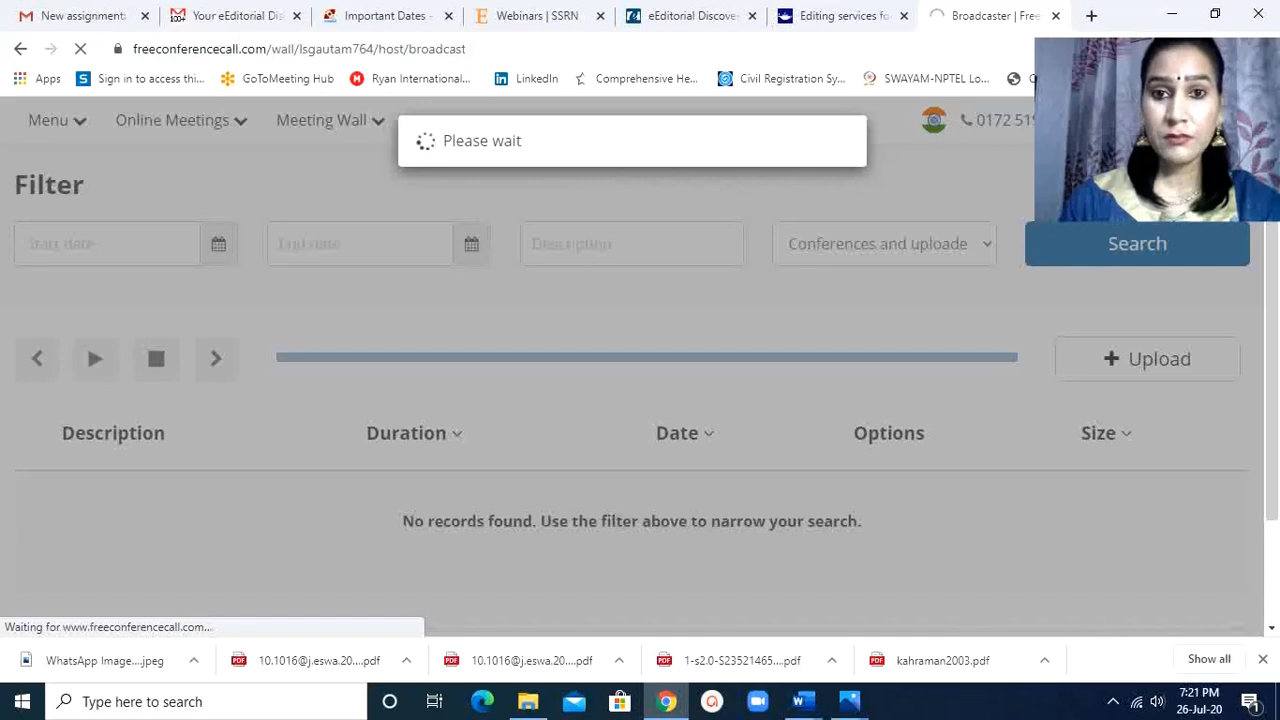 New assignment:
100+ Your eEditorial Di
Important Dates -
Webinars | SSRN
eEditorial Discove
Editing services fo
Broadcaster | Free
freeconferencecall.com/wall/lsgautam764/host/broadcast
Apps
Sign in to access thi...
GoToMeeting Hub
Ryan International...
LinkedIn
Comprehensive He...
Civil Registration Sy...
SWAYAM-NPTEL Lo...
Menu
Online Meetings
Meeting Wall
Please wait
0172 519
Filter
Start date
End date
Description
Conferences and uploade
Search
Upload
Description
Duration
Date
Options
Size
No records found. Use the filter above to narrow your search.
Waiting for www.freeconferencecall.com...
WhatsApp Image....jpeg
10.1016@j.eswa.20....pdf
10.1016@j.eswa.20....pdf
1-s2.0-S23521465....pdf
kahraman2003.pdf
Show all
Type here to search
7:21 PM
26-Jul-20